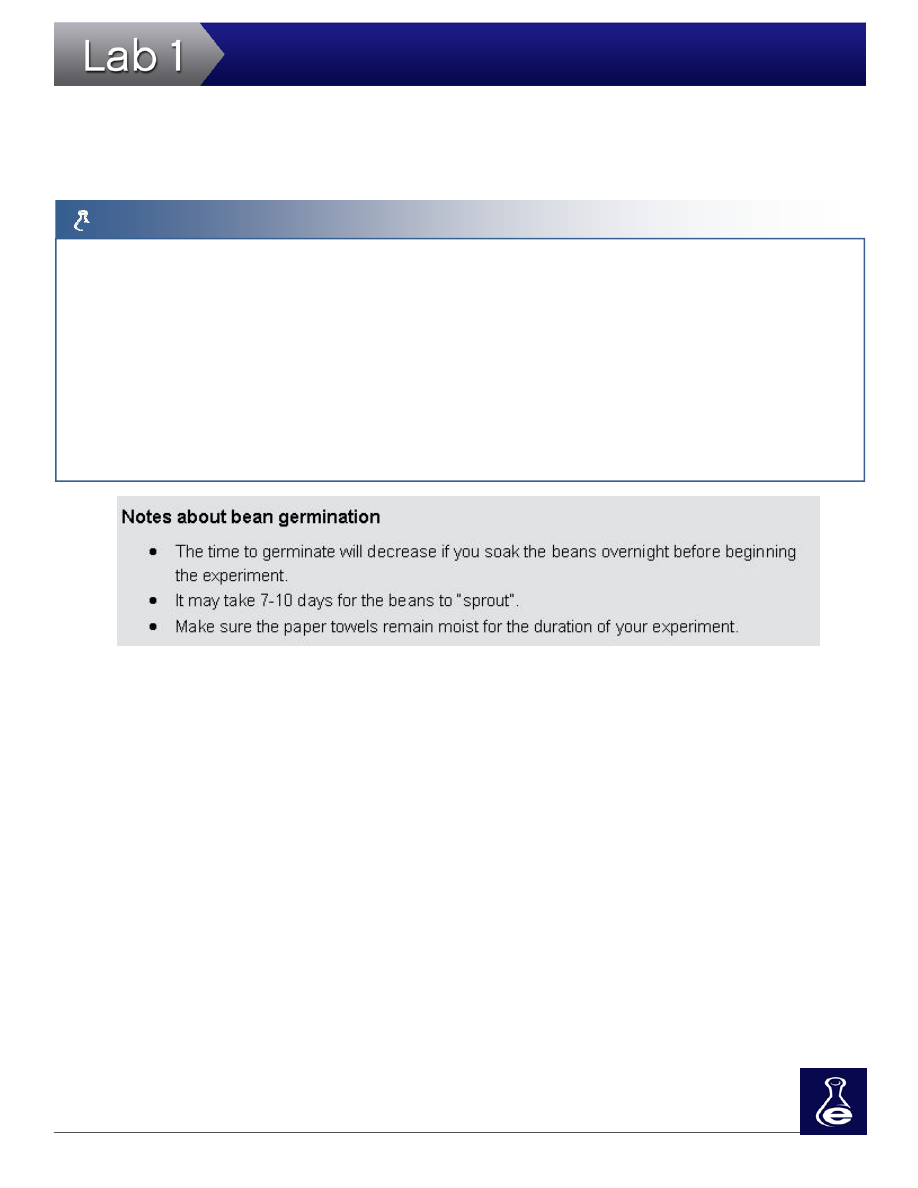 Lab 1
Notes about bean germination
• The time to germinate will decrease if you soak the beans overnight before beginning
the experiment.
• It may take 7-10 days for the beans to "sprout".
• Make sure the paper towels remain moist for the duration of your experiment.
e